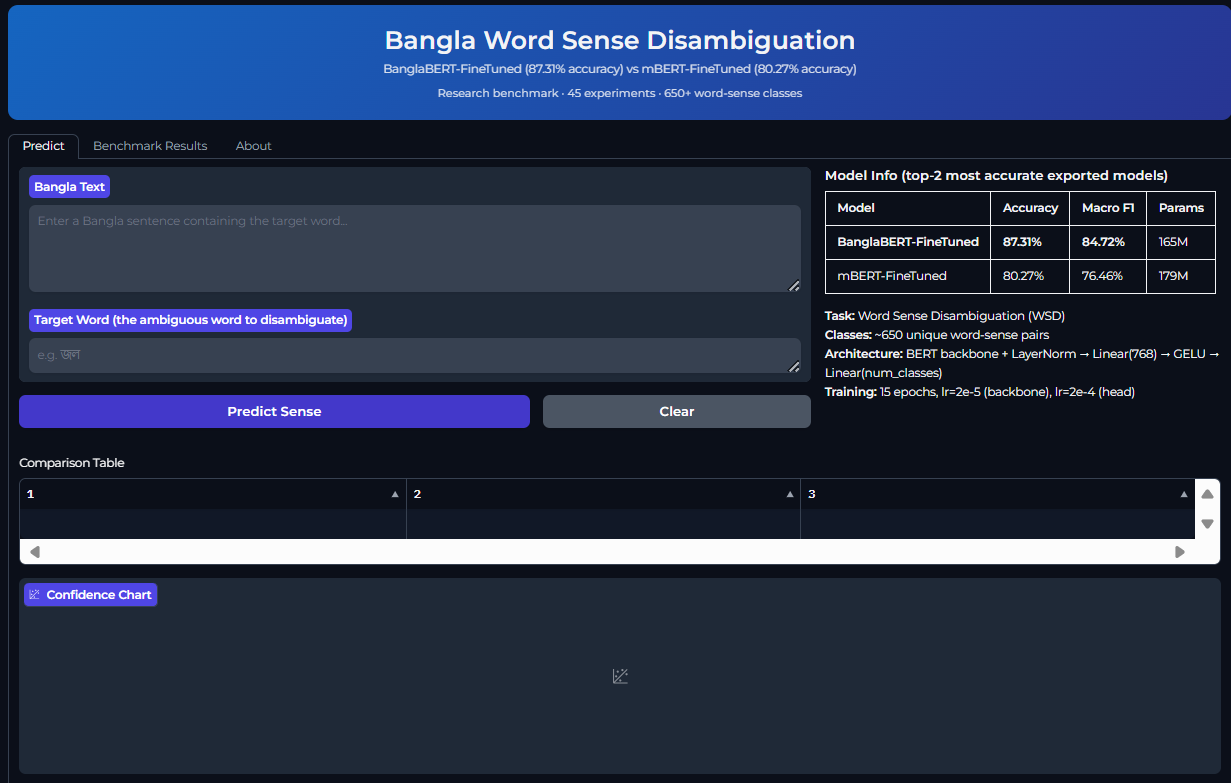 Bangla Word Sense Disambiguation
BanglaBERT-FineTuned (87.31% accuracy) vs mBERT-FineTuned (80.27% accuracy)
Research benchmark · 45 experiments · 650+ word-sense classes
Predict Benchmark Results About
Bangla Text
Enter a Bangla sentence containing the target word...
Target Word (the ambiguous word to disambiguate)
e.g. জল
Predict Sense Clear
Model Info (top-2 most accurate exported models)
Model Accuracy Macro F1 Params
BanglaBERT-FineTuned 87.31% 84.72% 165M
mBERT-FineTuned 80.27% 76.46% 179M
Task: Word Sense Disambiguation (WSD)
Classes: ~650 unique word-sense pairs
Architecture: BERT backbone + LayerNorm → Linear(768) → GELU →
Linear(num_classes)
Training: 15 epochs, lr=2e-5 (backbone), lr=2e-4 (head)
Comparison Table
1 2 3
Confidence Chart